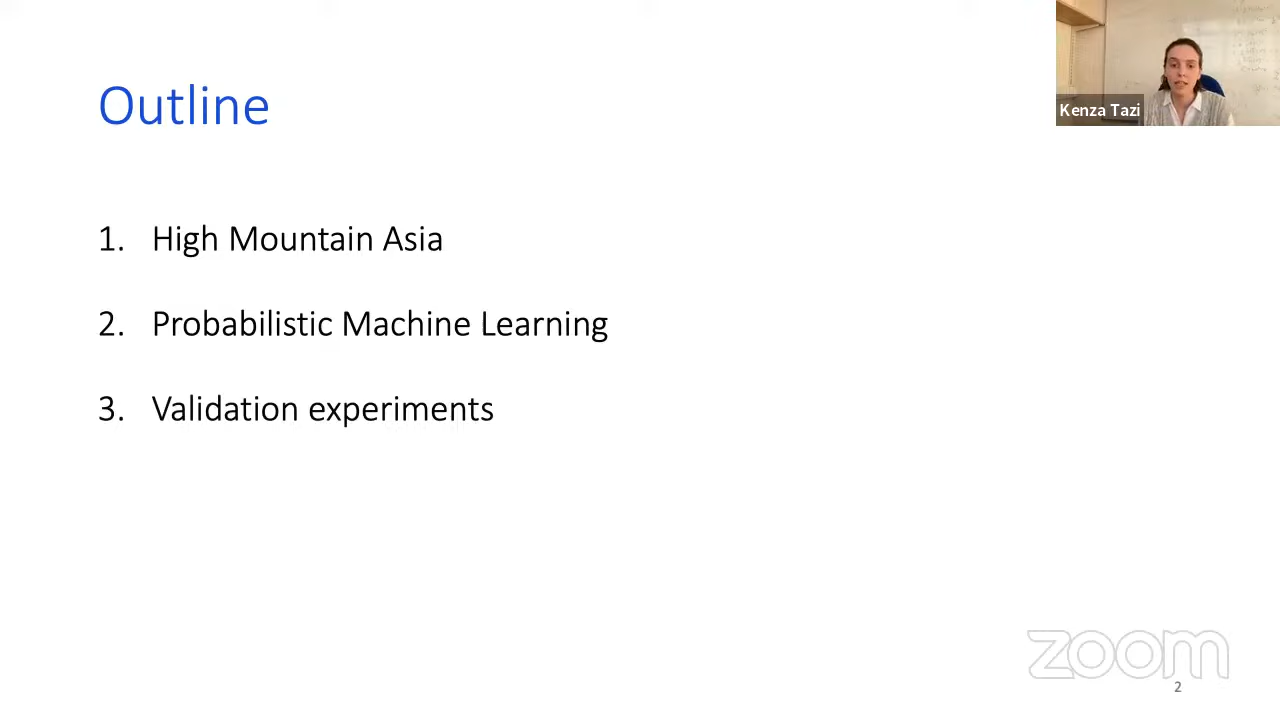 Outline
Kenza Tazi
1. High Mountain Asia
2. Probabilistic Machine Learning
3. Validation experiments
zoom
2